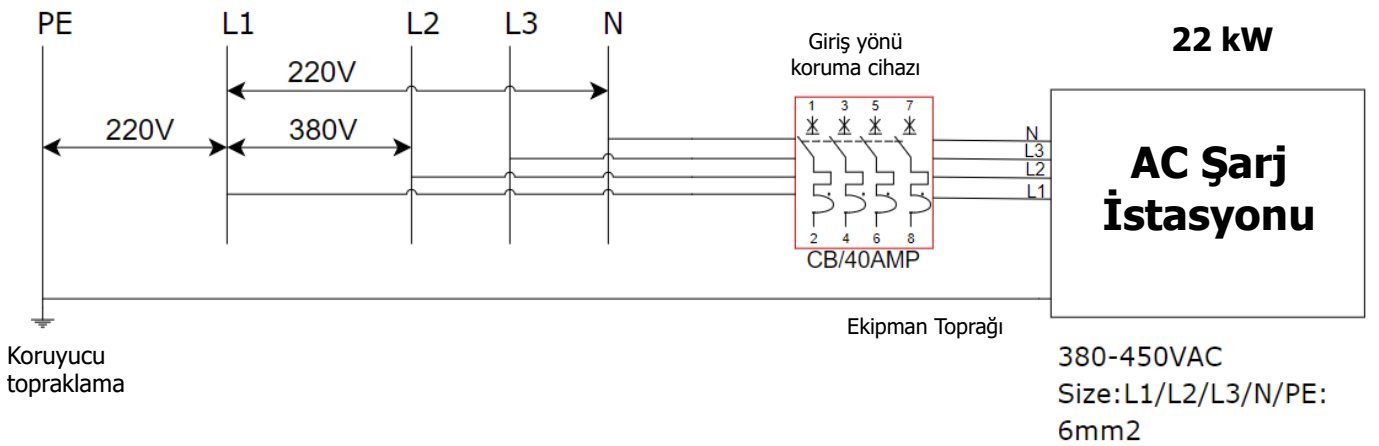 PE L1 L2 L3 N
Giriş yönü
koruma cihazı
22 kW
220V
220V 380V
1 3 5 7
N
L3
L2
L1
AC Şarj
İstasyonu
2 4 6 8
CB/40AMP
Ekipman Toprağı
Koruyucu
topraklama
380-450VAC
Size:L1/L2/L3/N/PE:
6mm2